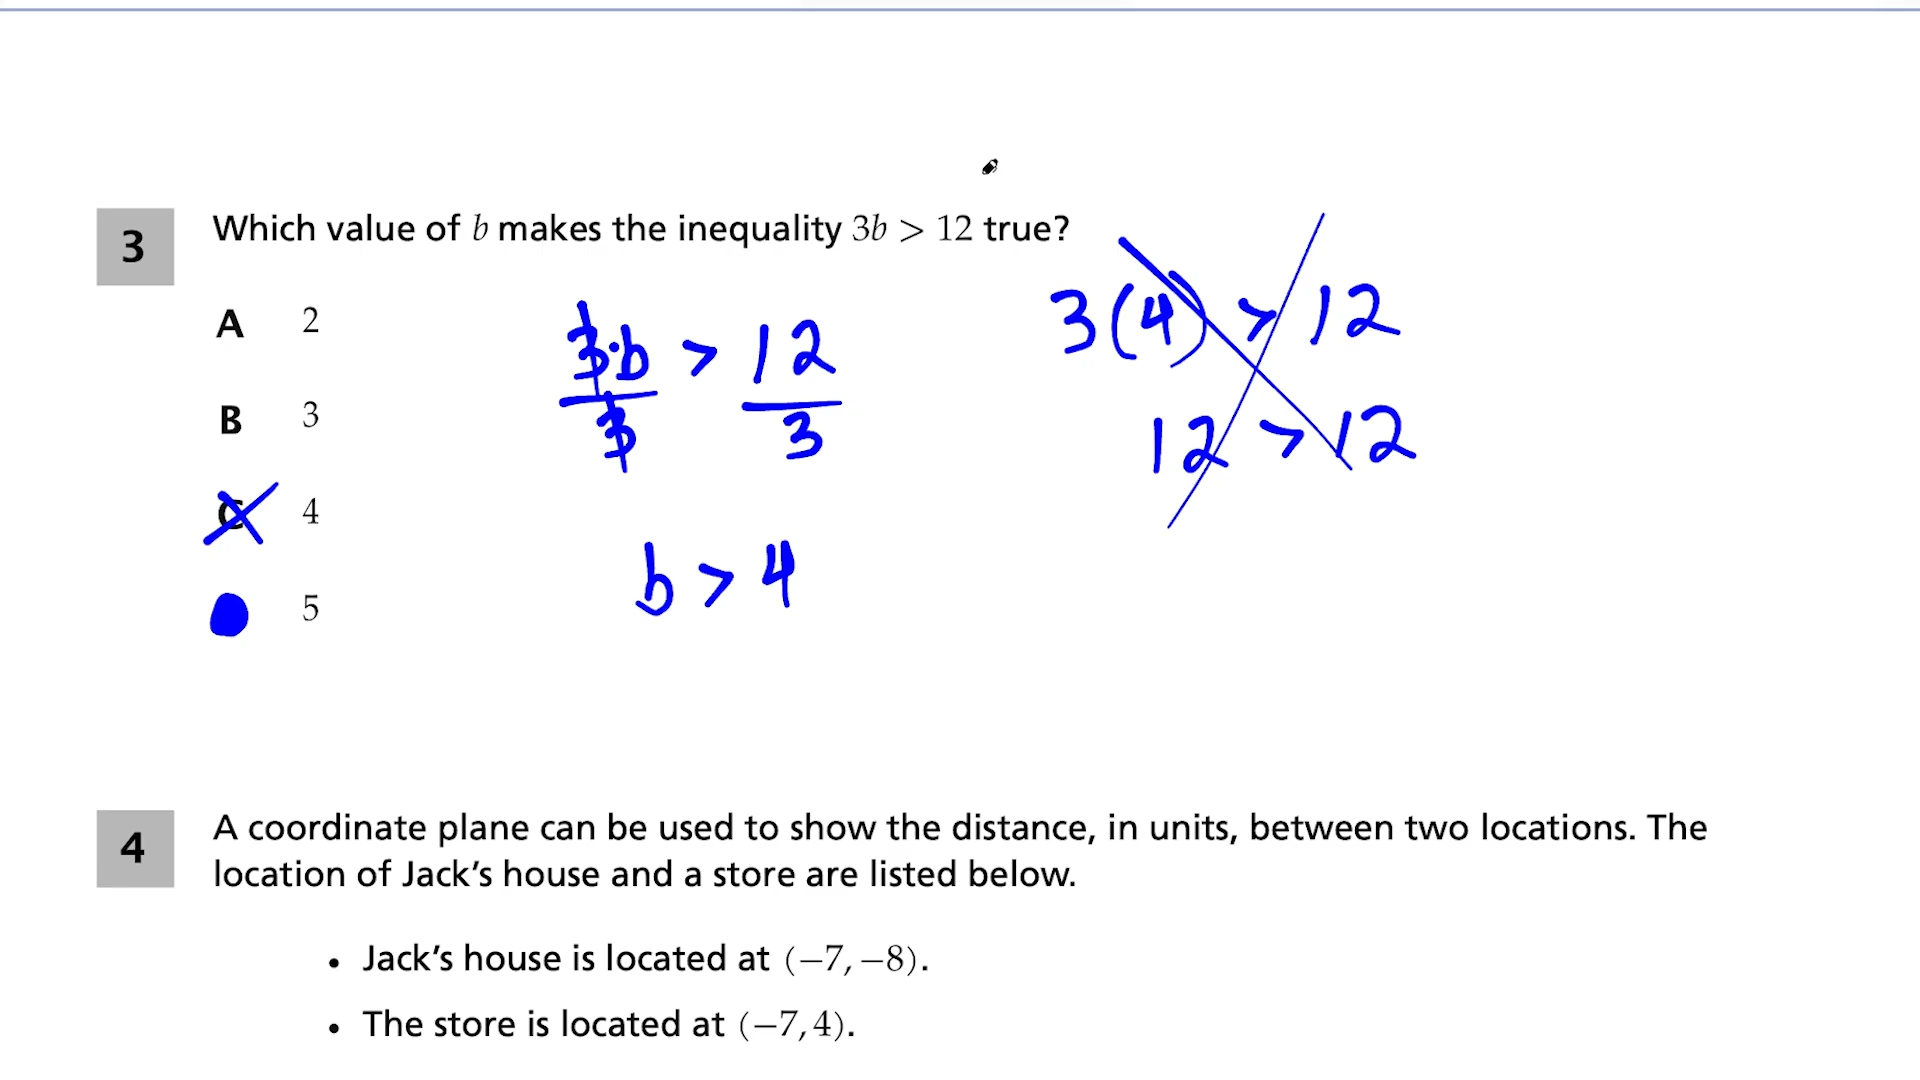 3 Which value of b makes the inequality 3b > 12 true?
A 2
B 3
C 4
5
3·b > 12
3 3
b > 4
3(4) > 12
12 > 12
4 A coordinate plane can be used to show the distance, in units, between two locations. The
location of Jack’s house and a store are listed below.
• Jack’s house is located at (−7, −8).
• The store is located at (−7, 4).